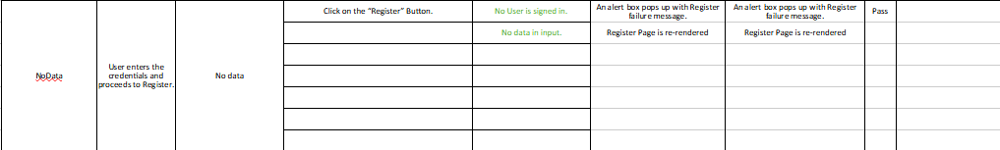 NoData
User enters the
credentials and
proceeds to Register.
No data
Click on the "Register" Button.
No User is signed in.
An alert box pops up with Register
failure message.
An alert box pops up with Register
failure message.
Pass
No data in input.
Register Page is re-rendered
Register Page is re-rendered